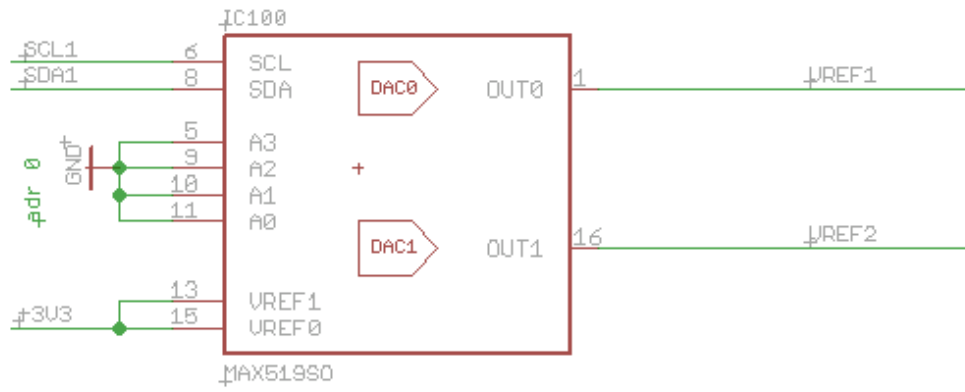 IC100
SCL1 6 SCL
SDA1 8 SDA
DAC0
OUT0 1 VREF1
5 A3
GND 9 A2
10 A1
11 A0
adr 0
DAC1
OUT1 16 VREF2
13 VREF1
+3V3 15 VREF0
MAX519SO